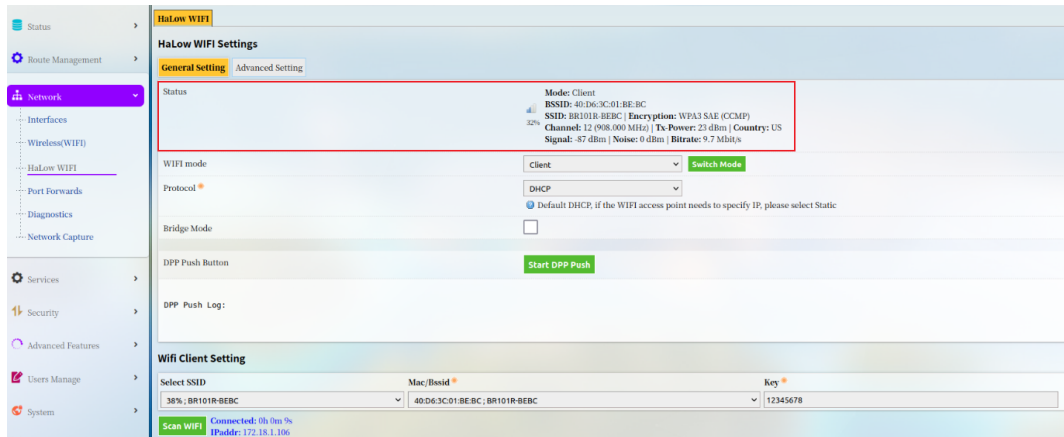 Status
Route Management
Network
Interfaces
Wireless(WIFI)
HaLow WIFI
Port Forwards
Diagnostics
Network Capture
Services
Security
Advanced Features
Users Manage
System
HaLow WIFI
HaLow WIFI Settings
General Setting Advanced Setting
Status
32%
Mode: Client
BSSID: 40:D6:3C:01:BE:BC
SSID: BR101R-BEBC | Encryption: WPA3 SAE (CCMP)
Channel: 12 (908.000 MHz) | Tx-Power: 23 dBm | Country: US
Signal: -87 dBm | Noise: 0 dBm | Bitrate: 9.7 Mbit/s
WIFI mode Client Switch Mode
Protocol * DHCP
Default DHCP, if the WIFI access point needs to specify IP, please select Static
Bridge Mode
DPP Push Button Start DPP Push
DPP Push Log:
Wifi Client Setting
Select SSID Mac/Bssid * Key *
38% ; BR101R-BEBC 40:D6:3C:01:BE:BC ; BR101R-BEBC 12345678
Scan WIFI Connected: 0h 0m 9s
IPaddr: 172.18.1.106